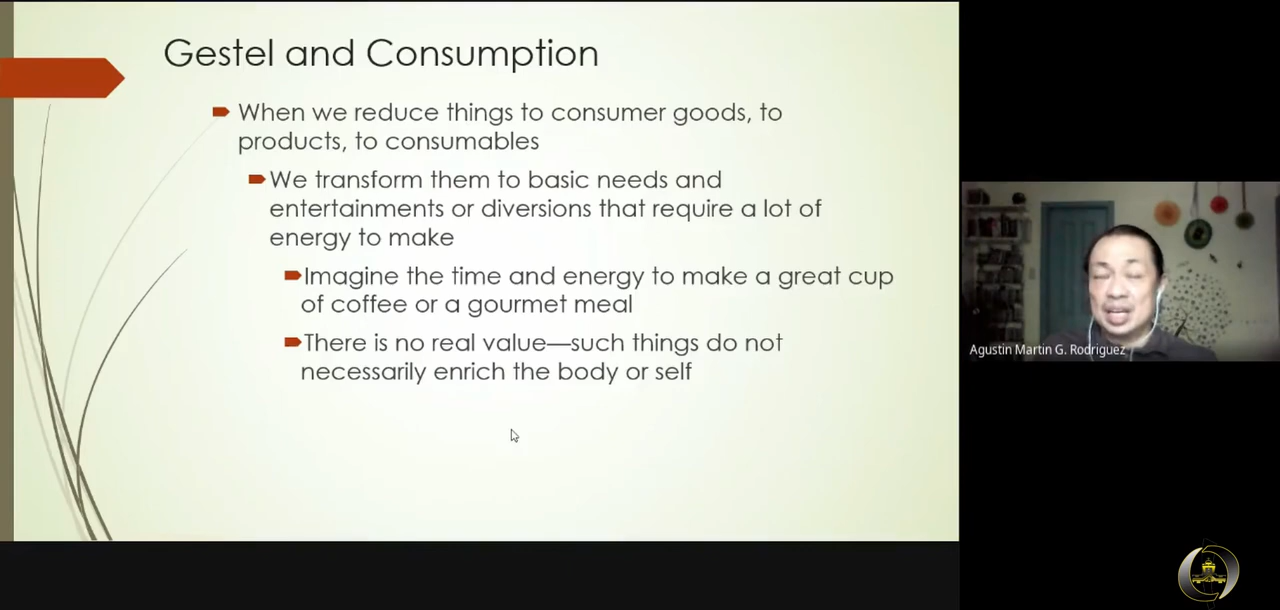 Gestel and Consumption
When we reduce things to consumer goods, to
products, to consumables
We transform them to basic needs and
entertainments or diversions that require a lot of
energy to make
Imagine the time and energy to make a great cup
of coffee or a gourmet meal
There is no real value—such things do not
necessarily enrich the body or self
Agustin Martin G. Rodriguez